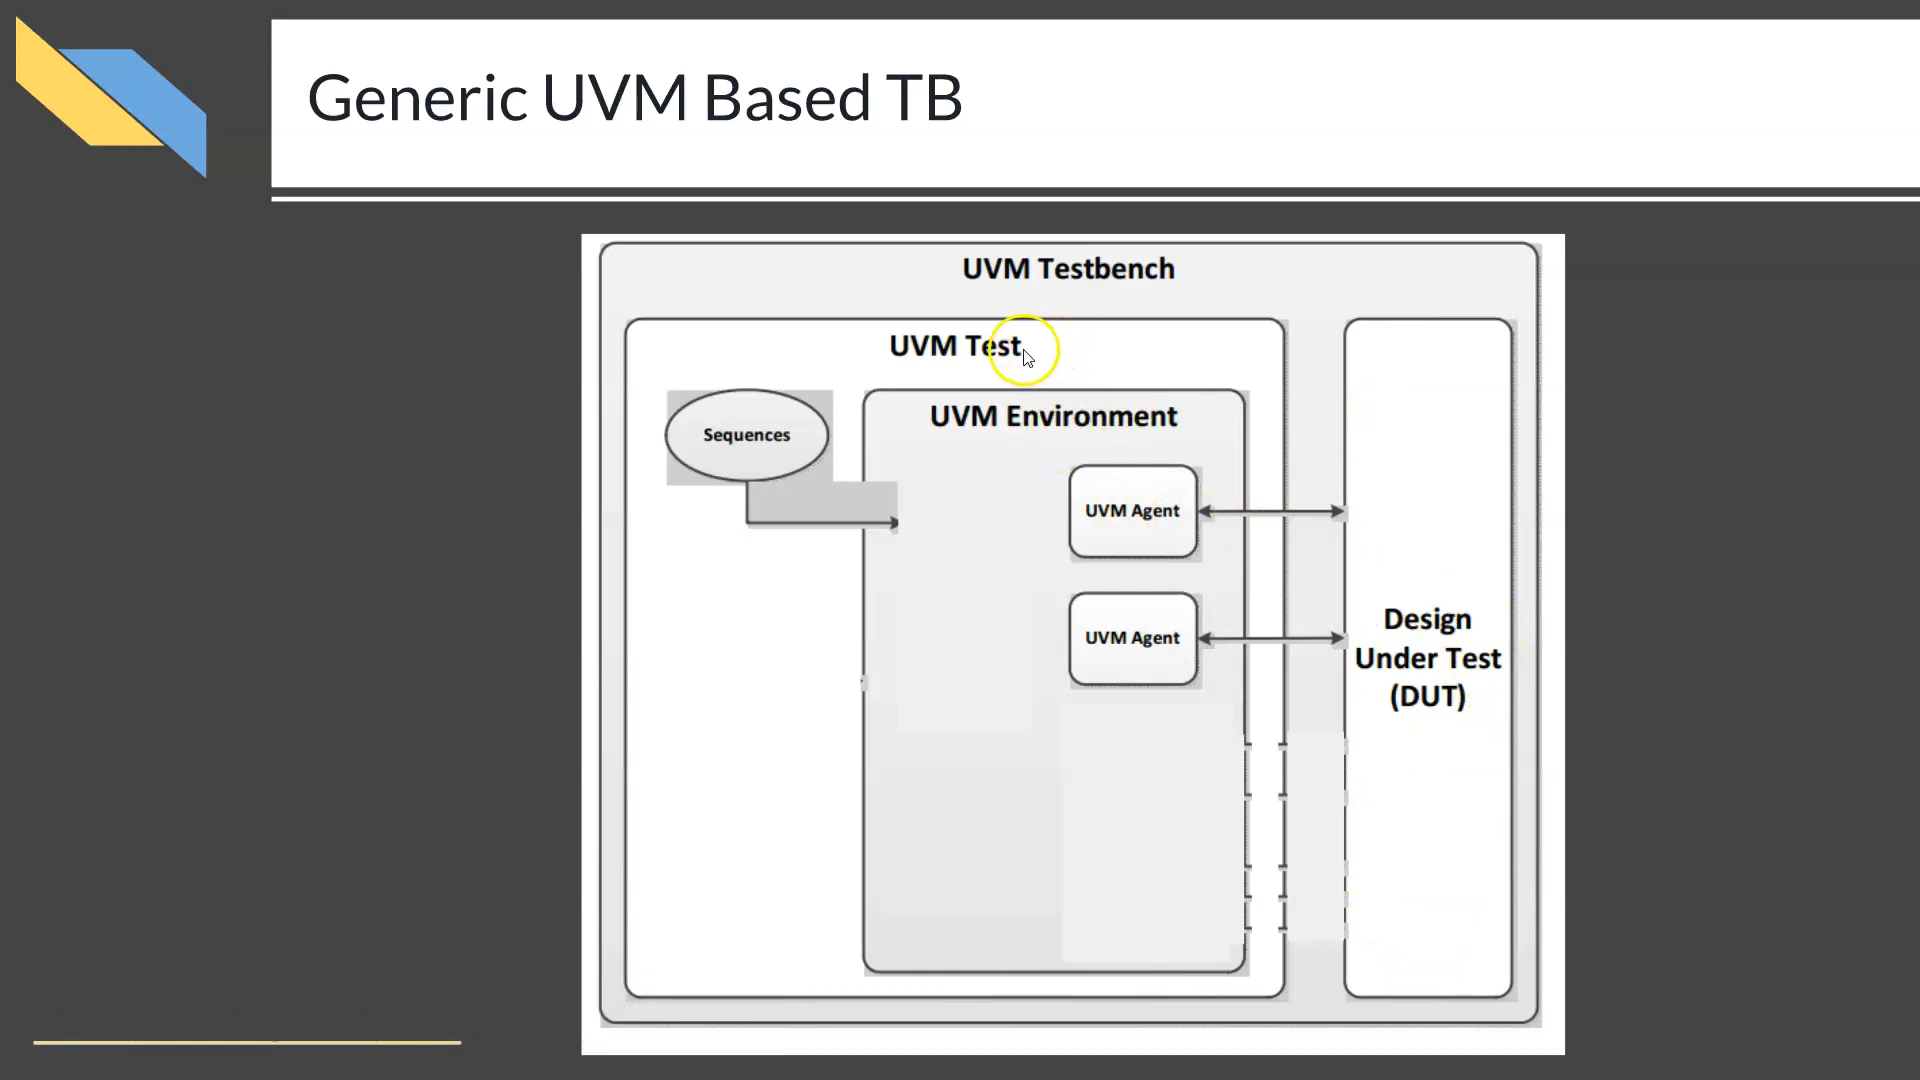 Generic UVM Based TB
UVM Testbench
UVM Test
Sequences
UVM Environment
UVM Agent
UVM Agent
Design
Under Test
(DUT)